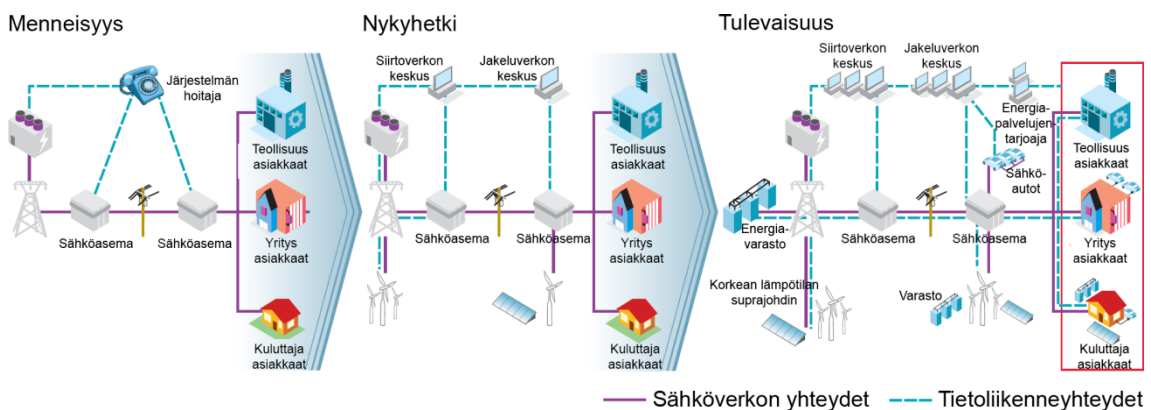 Menneisyys
Järjestelmän
hoitaja
Teollisuus
asiakkaat
Sähköasema
Sähköasema
Yritys
asiakkaat
Kuluttaja
asiakkaat
Nykyhetki
Siirtoverkon
keskus
Jakeluverkon
keskus
Teollisuus
asiakkaat
Sähköasema
Sähköasema
Yritys
asiakkaat
Kuluttaja
asiakkaat
Tulevaisuus
Siirtoverkon
keskus
Jakeluverkon
keskus
Energia-
palvelujen-
tarjoaja
Teollisuus
asiakkaat
Sähkö-
autot
Energia-
varasto
Sähköasema
Sähköasema
Yritys
asiakkaat
Korkean lämpötilan
suprajohdin
Varasto
Kuluttaja
asiakkaat
Sähköverkon yhteydet
Tietoliikenneyhteydet